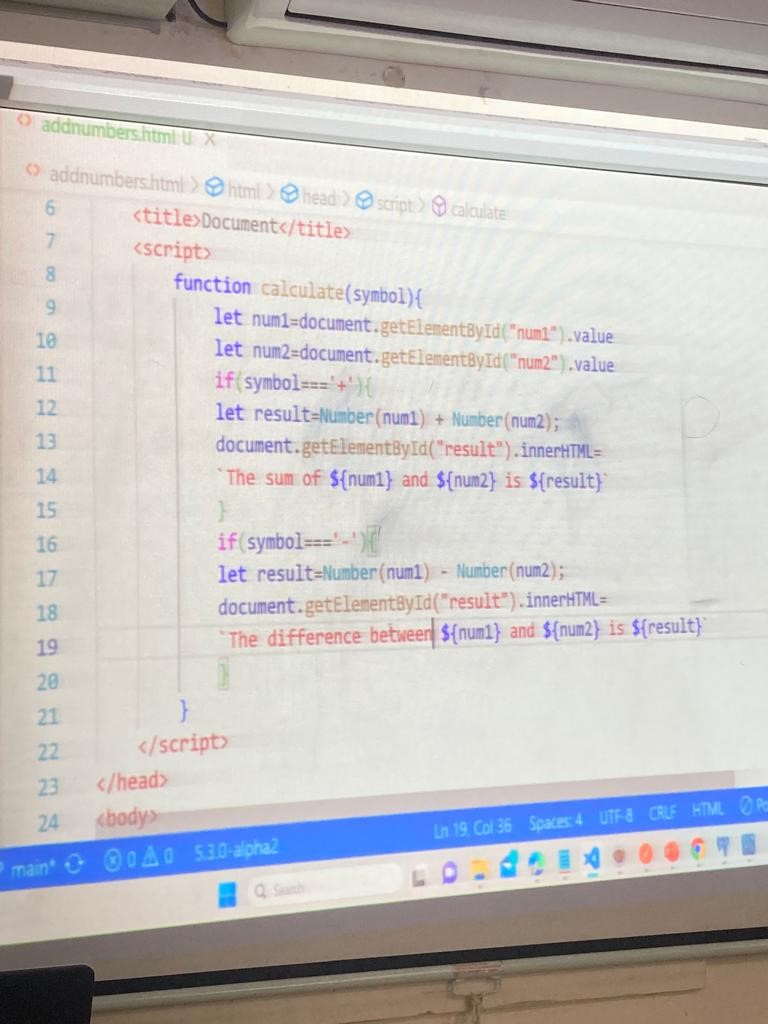 addnumbers.html U X
addnumbers.html > html > head > script > calculate
6 <title>Document</title>
7 <script>
8 function calculate(symbol){
9 let num1=document.getElementById("num1").value
10 let num2=document.getElementById("num2").value
11 if(symbol==='+'){
12 let result=Number(num1) + Number(num2);
13 document.getElementById("result").innerHTML=
14 `The sum of ${num1} and ${num2} is ${result}`
15 }
16 if(symbol==='-'){
17 let result=Number(num1) - Number(num2);
18 document.getElementById("result").innerHTML=
19 `The difference between ${num1} and ${num2} is ${result}`
20 }
21 }
22 </script>
23 </head>
24 <body>
main* 0 0 5.3.0-alpha2 Ln 19, Col 36 Spaces: 4 UTF-8 CRLF HTML
Search